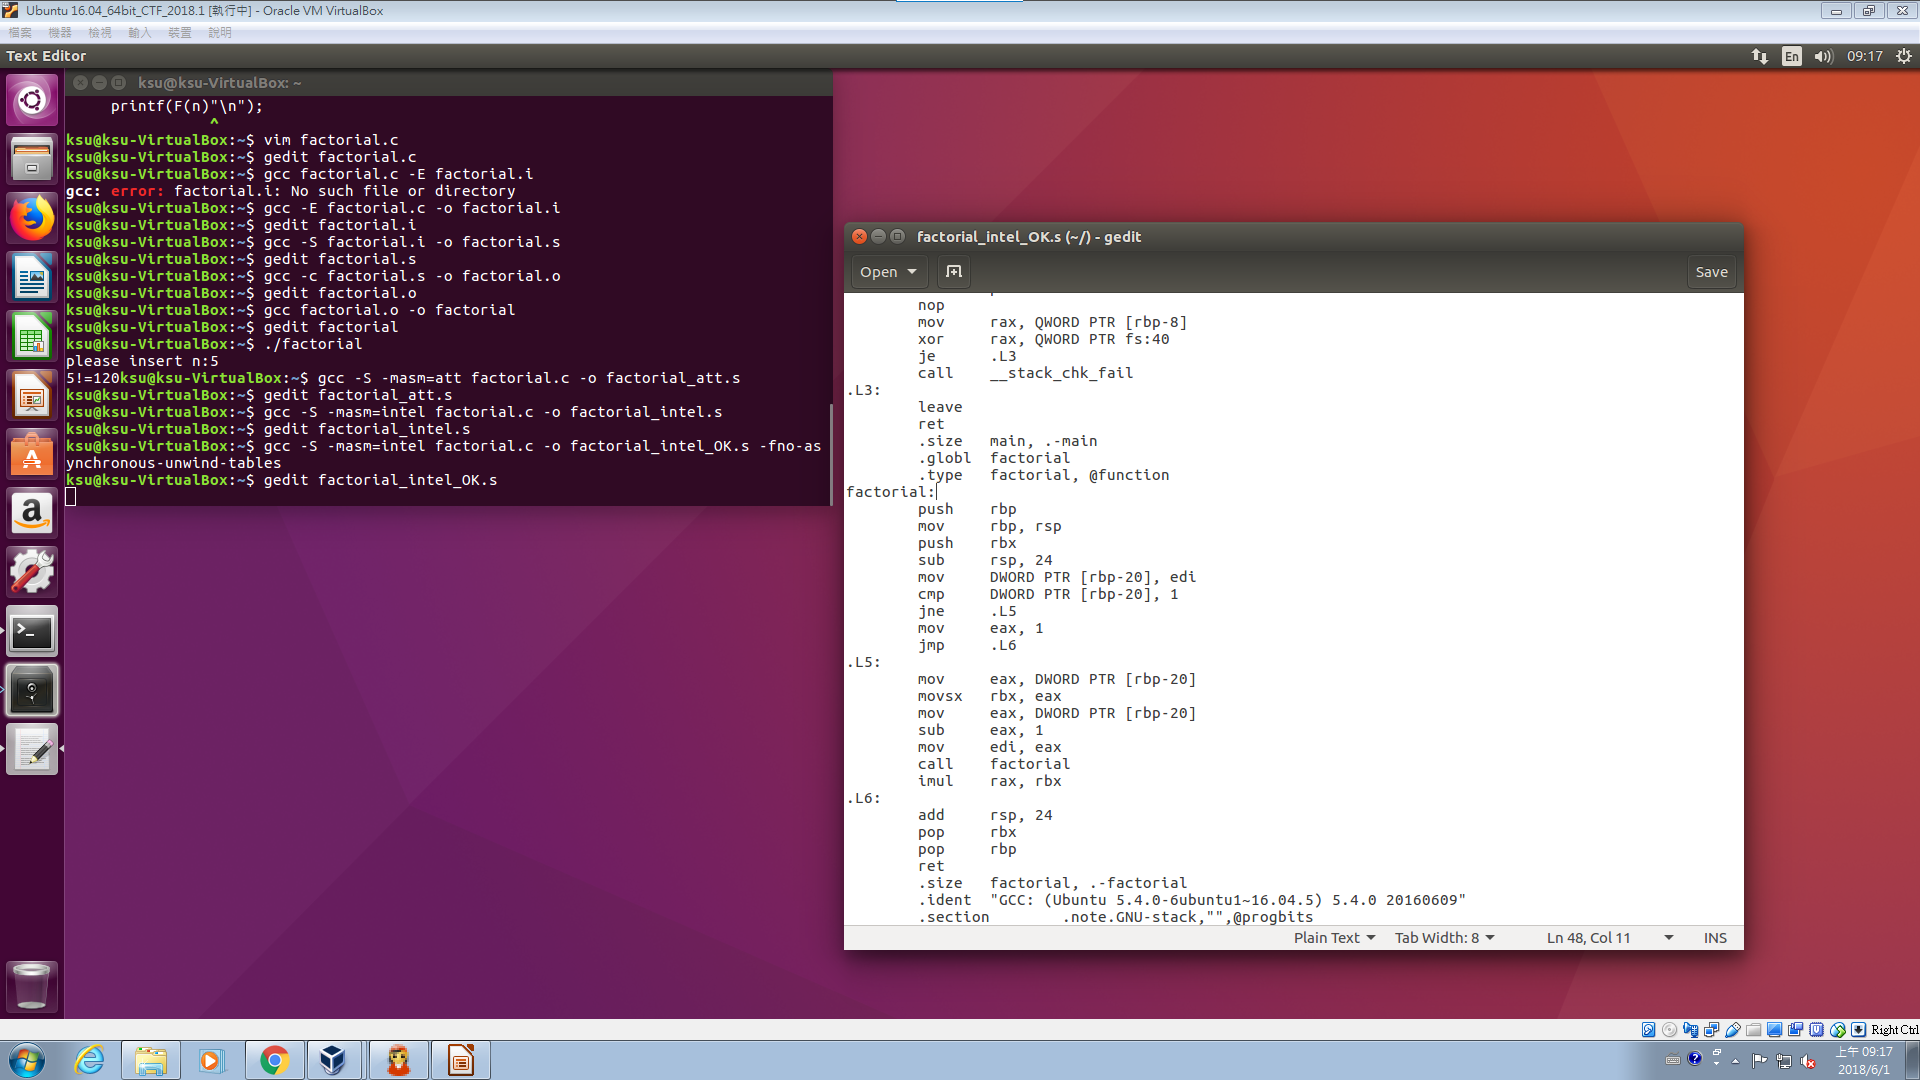 Ubuntu 16.04_64bit_CTF_2018.1 [執行中] - Oracle VM VirtualBox
檔案 機器 檢視 輸入 裝置 說明
Text Editor
En 09:17
ksu@ksu-VirtualBox: ~
printf(F(n)"\n");
^
ksu@ksu-VirtualBox:~$ vim factorial.c
ksu@ksu-VirtualBox:~$ gedit factorial.c
ksu@ksu-VirtualBox:~$ gcc factorial.c -E factorial.i
gcc: error: factorial.i: No such file or directory
ksu@ksu-VirtualBox:~$ gcc -E factorial.c -o factorial.i
ksu@ksu-VirtualBox:~$ gedit factorial.i
ksu@ksu-VirtualBox:~$ gcc -S factorial.i -o factorial.s
ksu@ksu-VirtualBox:~$ gedit factorial.s
ksu@ksu-VirtualBox:~$ gcc -c factorial.s -o factorial.o
ksu@ksu-VirtualBox:~$ gedit factorial.o
ksu@ksu-VirtualBox:~$ gcc factorial.o -o factorial
ksu@ksu-VirtualBox:~$ gedit factorial
ksu@ksu-VirtualBox:~$ ./factorial
please insert n:5
5!=120ksu@ksu-VirtualBox:~$ gcc -S -masm=att factorial.c -o factorial_att.s
ksu@ksu-VirtualBox:~$ gedit factorial_att.s
ksu@ksu-VirtualBox:~$ gcc -S -masm=intel factorial.c -o factorial_intel.s
ksu@ksu-VirtualBox:~$ gedit factorial_intel.s
ksu@ksu-VirtualBox:~$ gcc -S -masm=intel factorial.c -o factorial_intel_OK.s -fno-as
ynchronous-unwind-tables
ksu@ksu-VirtualBox:~$ gedit factorial_intel_OK.s
factorial_intel_OK.s (~/) - gedit
Open Save
nop
mov rax, QWORD PTR [rbp-8]
xor rax, QWORD PTR fs:40
je .L3
call __stack_chk_fail
.L3:
leave
ret
.size main, .-main
.globl factorial
.type factorial, @function
factorial:
push rbp
mov rbp, rsp
push rbx
sub rsp, 24
mov DWORD PTR [rbp-20], edi
cmp DWORD PTR [rbp-20], 1
jne .L5
mov eax, 1
jmp .L6
.L5:
mov eax, DWORD PTR [rbp-20]
movsx rbx, eax
mov eax, DWORD PTR [rbp-20]
sub eax, 1
mov edi, eax
call factorial
imul rax, rbx
.L6:
add rsp, 24
pop rbx
pop rbp
ret
.size factorial, .-factorial
.ident "GCC: (Ubuntu 5.4.0-6ubuntu1~16.04.5) 5.4.0 20160609"
.section .note.GNU-stack,"",@progbits
Plain Text Tab Width: 8 Ln 48, Col 11 INS
Right Ctrl
上午 09:17
2018/6/1